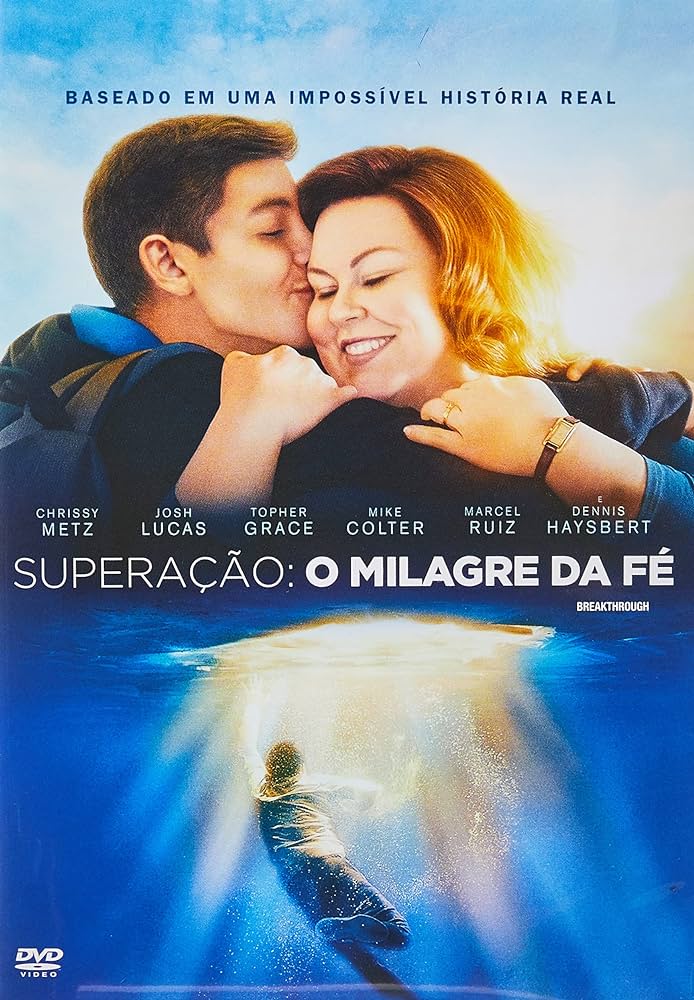 BASEADO EM UMA IMPOSSÍVEL HISTÓRIA REAL
CHRISSY METZ
JOSH LUCAS
TOPHER GRACE
MIKE COLTER
MARCEL RUIZ
E DENNIS HAYSBERT
SUPERAÇÃO: O MILAGRE DA FÉ
BREAKTHROUGH
DVD
VIDEO